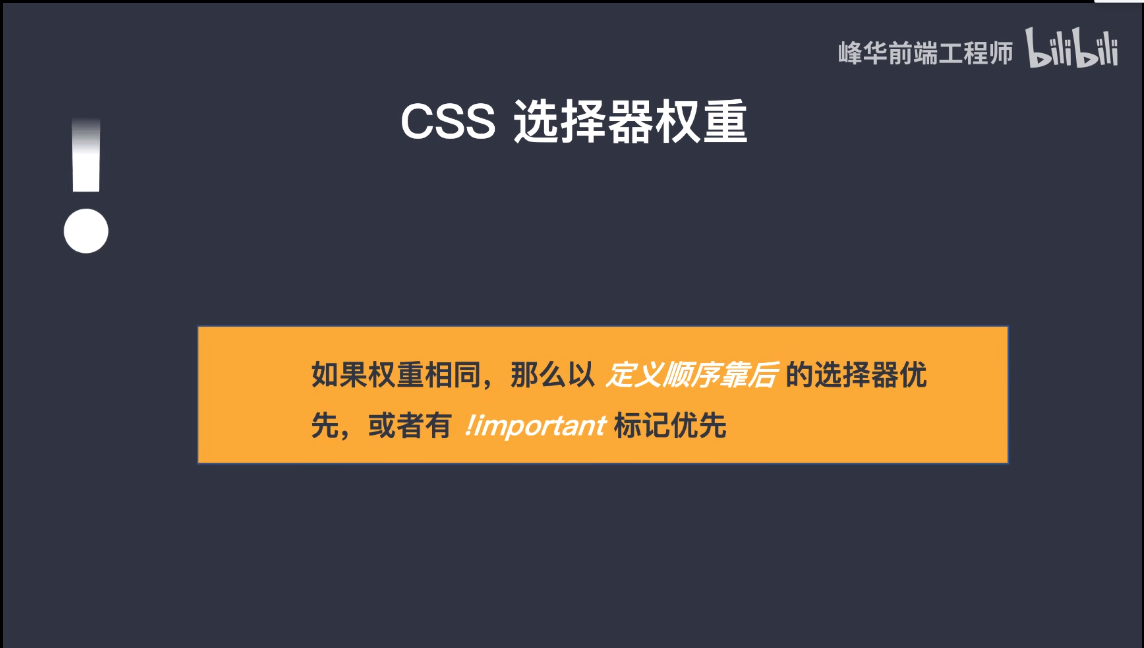 峰华前端工程师 bilibili
CSS 选择器权重
如果权重相同，那么以 定义顺序靠后 的选择器优
先，或者有 !important 标记优先